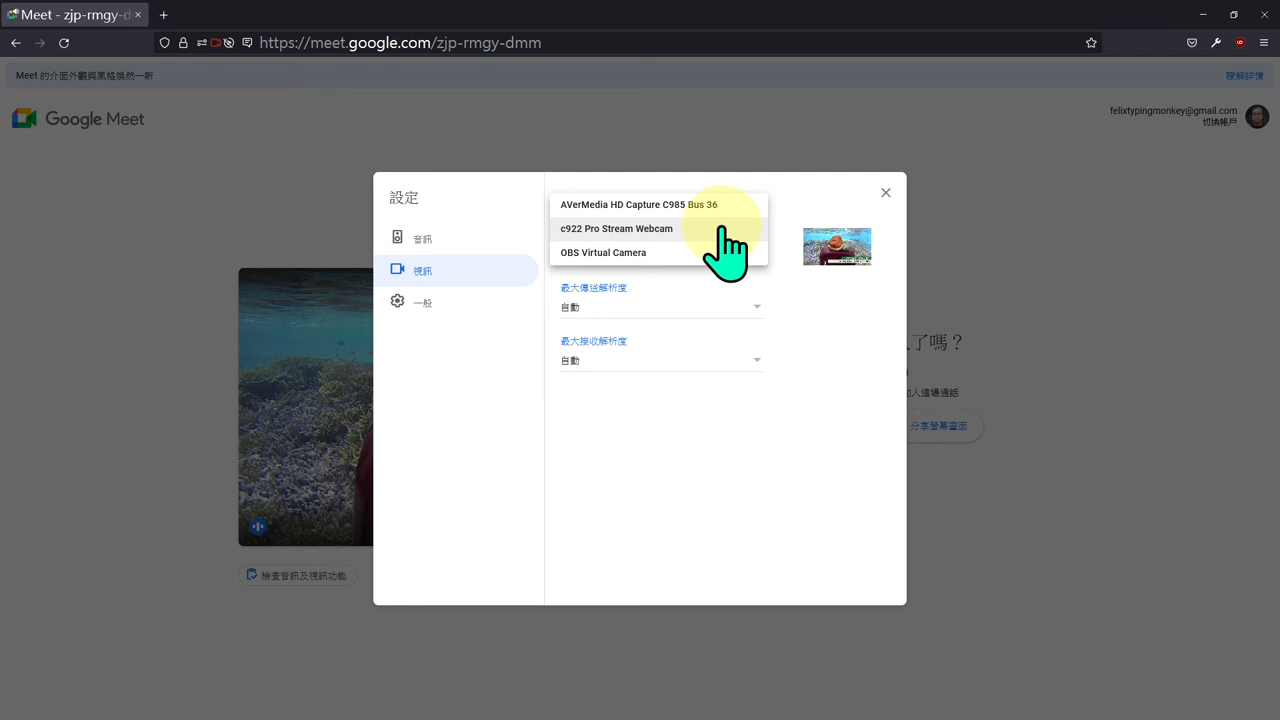 Meet - zjp-rmgy-d
https://meet.google.com/zjp-rmgy-dmm
Meet 的介面外觀與風格煥然一新
瞭解詳情
Google Meet
felixtypingmonkey@gmail.com
切換帳戶
設定
音訊
視訊
一般
AVerMedia HD Capture C985 Bus 36
c922 Pro Stream Webcam
OBS Virtual Camera
最大傳送解析度
自動
最大接收解析度
自動
了嗎？
加入這場通話
分享螢幕畫面
檢查音訊及視訊功能